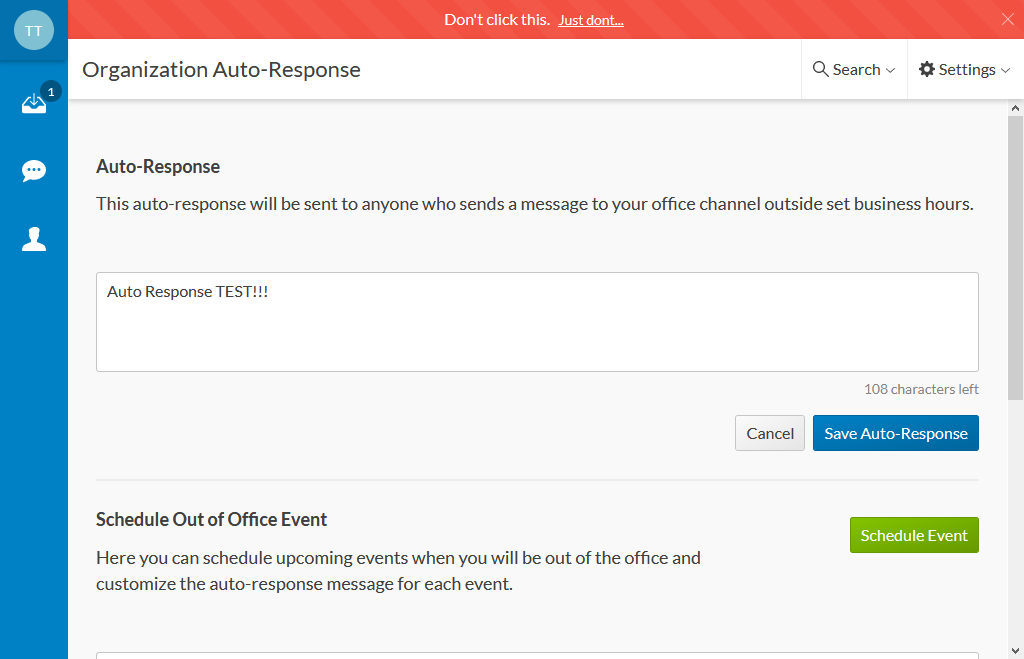 TT
Don't click this. Just dont...
Organization Auto-Response
Search
Settings
1
Auto-Response
This auto-response will be sent to anyone who sends a message to your office channel outside set business hours.
Auto Response TEST!!!
108 characters left
Cancel
Save Auto-Response
Schedule Out of Office Event
Schedule Event
Here you can schedule upcoming events when you will be out of the office and
customize the auto-response message for each event.